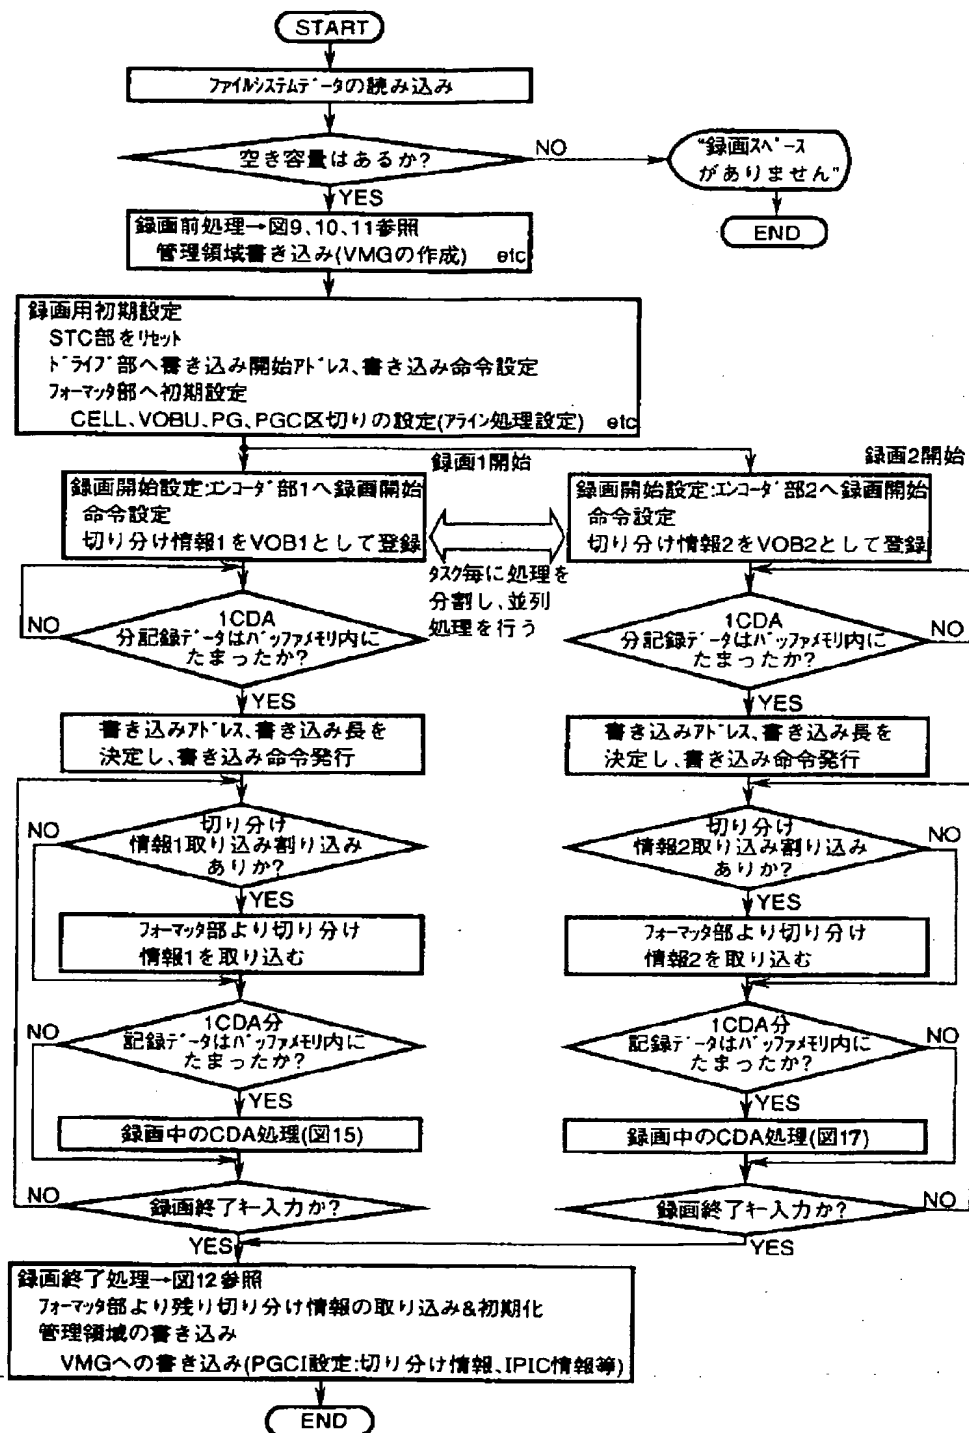 START
ファイルシステムデータの読み込み
空き容量はあるか?
NO
"録画スペース
がありません"
END
YES
録画前処理→図9、10、11参照
管理領域書き込み(VMGの作成) etc
録画用初期設定
STC部をリセット
ドライブ部へ書き込み開始アドレス、書き込み命令設定
フォーマッタ部へ初期設定
CELL、VOBU、PG、PGC区切りの設定(アライン処理設定) etc
録画1開始
録画2開始
録画開始設定:エンコーダ部1へ録画開始
命令設定
切り分け情報1をVOB1として登録
録画開始設定:エンコーダ部2へ録画開始
命令設定
切り分け情報2をVOB2として登録
タスク毎に処理を
分割し、並列
処理を行う
NO
1CDA
分記録データはバッファメモリ内に
たまったか?
YES
1CDA
分記録データはバッファメモリ内に
たまったか?
NO
YES
書き込みアドレス、書き込み長を
決定し、書き込み命令発行
書き込みアドレス、書き込み長を
決定し、書き込み命令発行
NO
切り分け
情報1取り込み割り込み
ありか?
YES
切り分け
情報2取り込み割り込み
ありか?
NO
YES
フォーマッタ部より切り分け
情報1を取り込む
フォーマッタ部より切り分け
情報2を取り込む
NO
1CDA分
記録データはバッファメモリ内に
たまったか?
YES
1CDA分
記録データはバッファメモリ内に
たまったか?
NO
YES
録画中のCDA処理(図15)
録画中のCDA処理(図17)
NO
録画終了キー入力か?
YES
録画終了キー入力か?
NO
YES
録画終了処理→図12参照
フォーマッタ部より残り切り分け情報の取り込み&初期化
管理領域の書き込み
VMGへの書き込み(PGCI設定:切り分け情報、IPIC情報等)
END